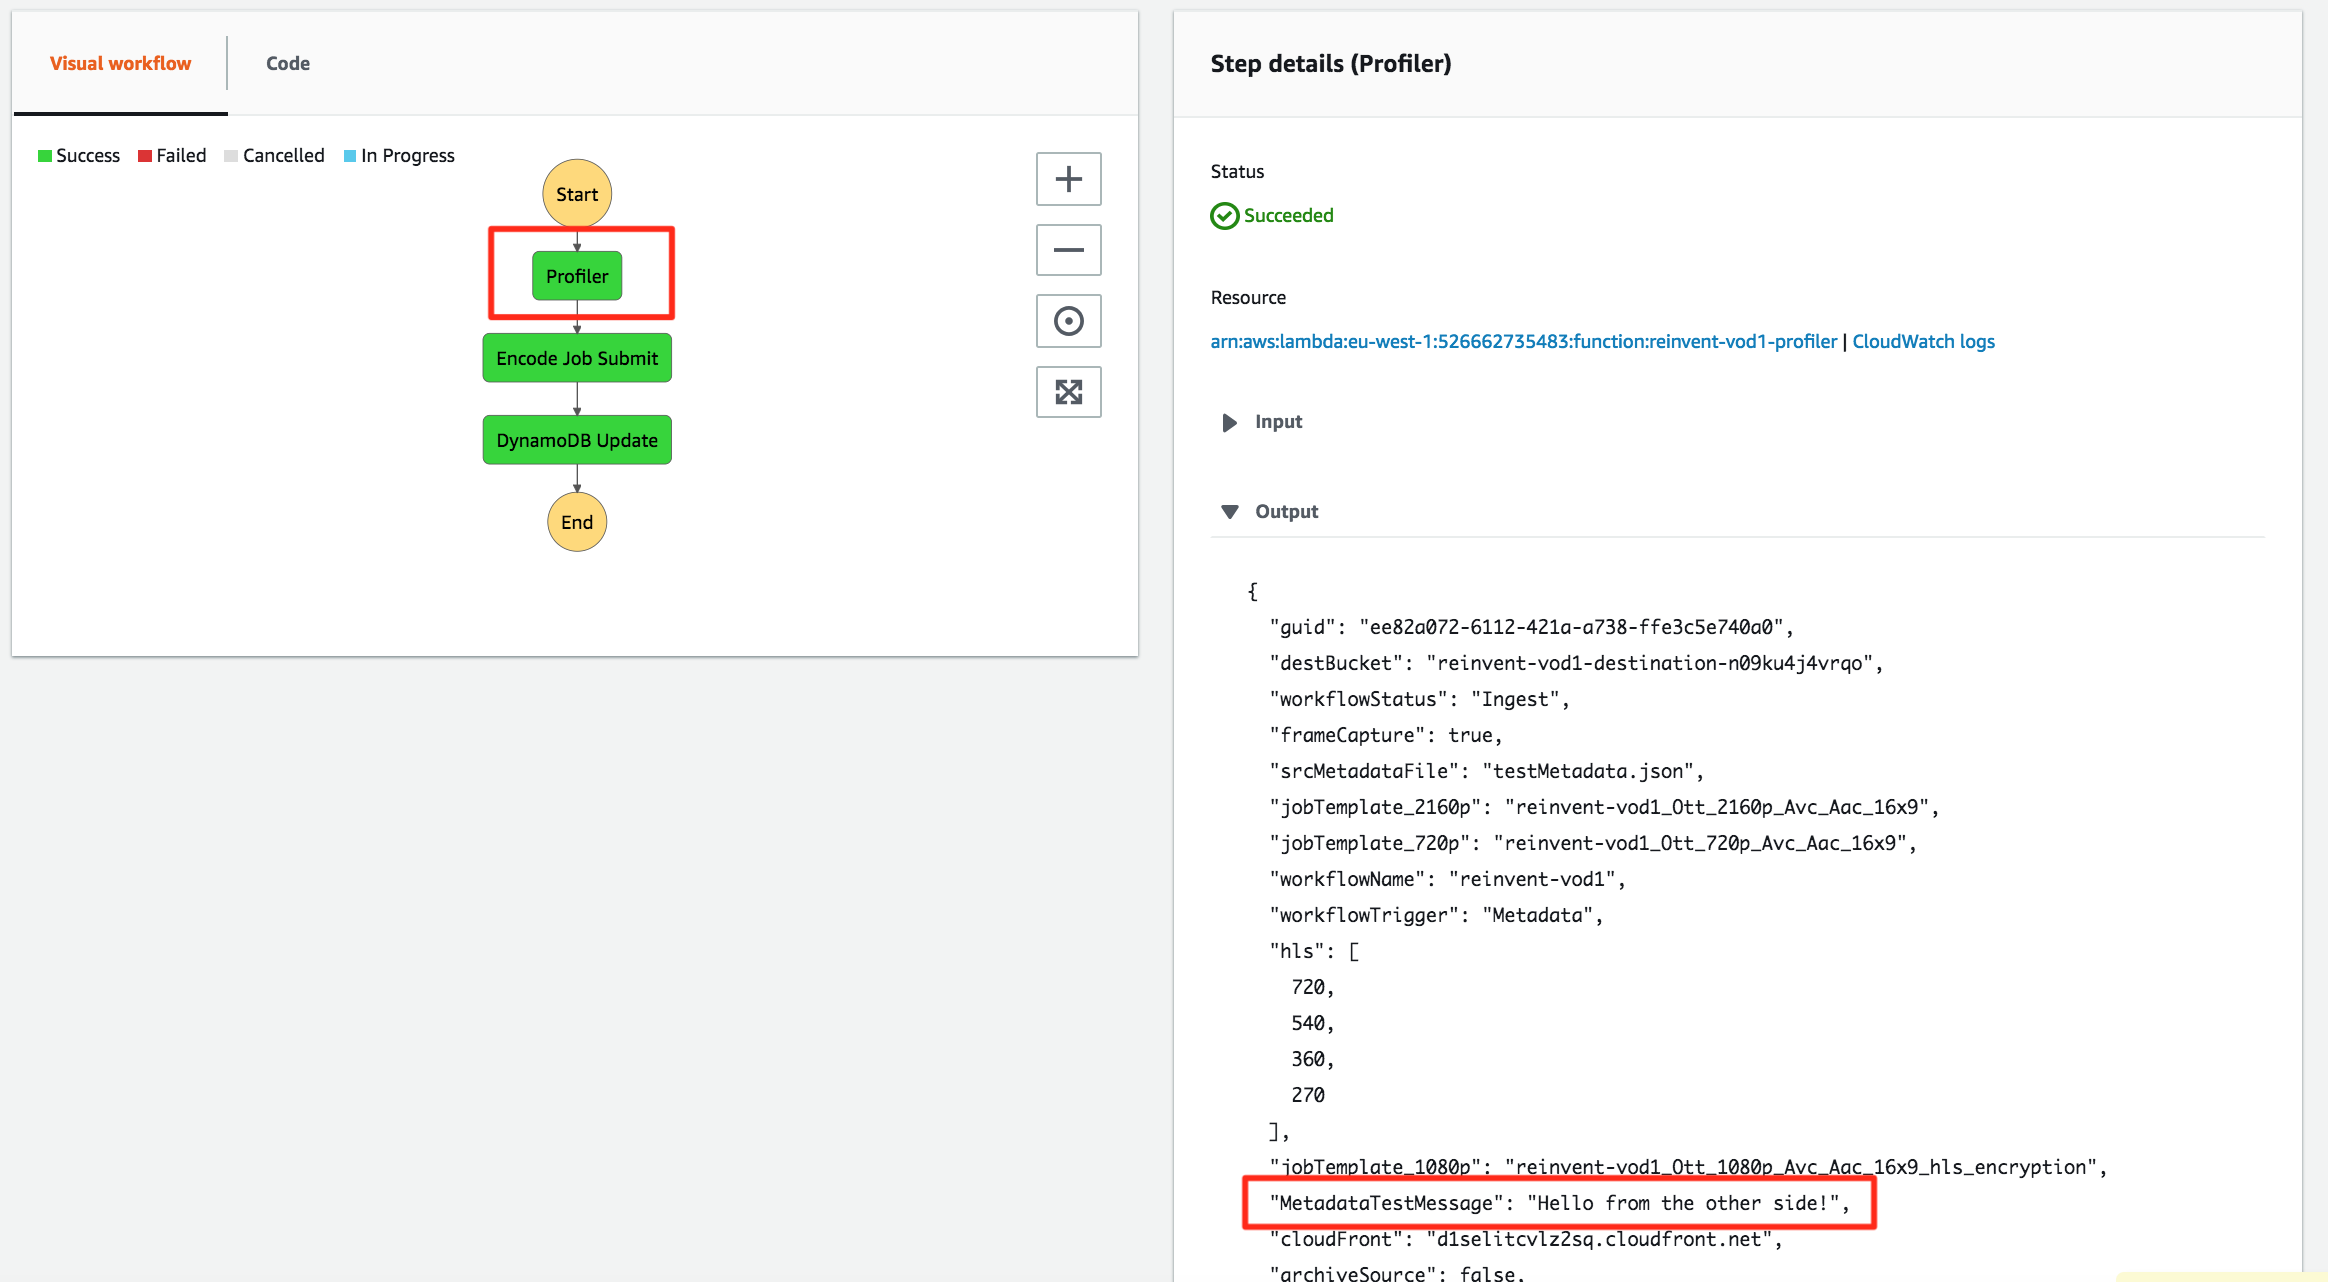 Visual workflow
Code
Success
Failed
Cancelled
In Progress
Start
Profiler
Encode Job Submit
DynamoDB Update
End
Step details (Profiler)
Status
Succeeded
Resource
arn:aws:lambda:eu-west-1:526662735483:function:reinvent-vod1-profiler | CloudWatch logs
Input
Output
{
"guid": "ee82a072-6112-421a-a738-ffe3c5e740a0",
"destBucket": "reinvent-vod1-destination-n09ku4j4vrqo",
"workflowStatus": "Ingest",
"frameCapture": true,
"srcMetadataFile": "testMetadata.json",
"jobTemplate_2160p": "reinvent-vod1_Ott_2160p_Avc_Aac_16x9",
"jobTemplate_720p": "reinvent-vod1_Ott_720p_Avc_Aac_16x9",
"workflowName": "reinvent-vod1",
"workflowTrigger": "Metadata",
"hls": [
720,
540,
360,
270
],
"jobTemplate_1080p": "reinvent-vod1_Ott_1080p_Avc_Aac_16x9_hls_encryption",
"MetadataTestMessage": "Hello from the other side!",
"cloudFront": "d1selitcvlz2sq.cloudfront.net",
"archiveSource": false,